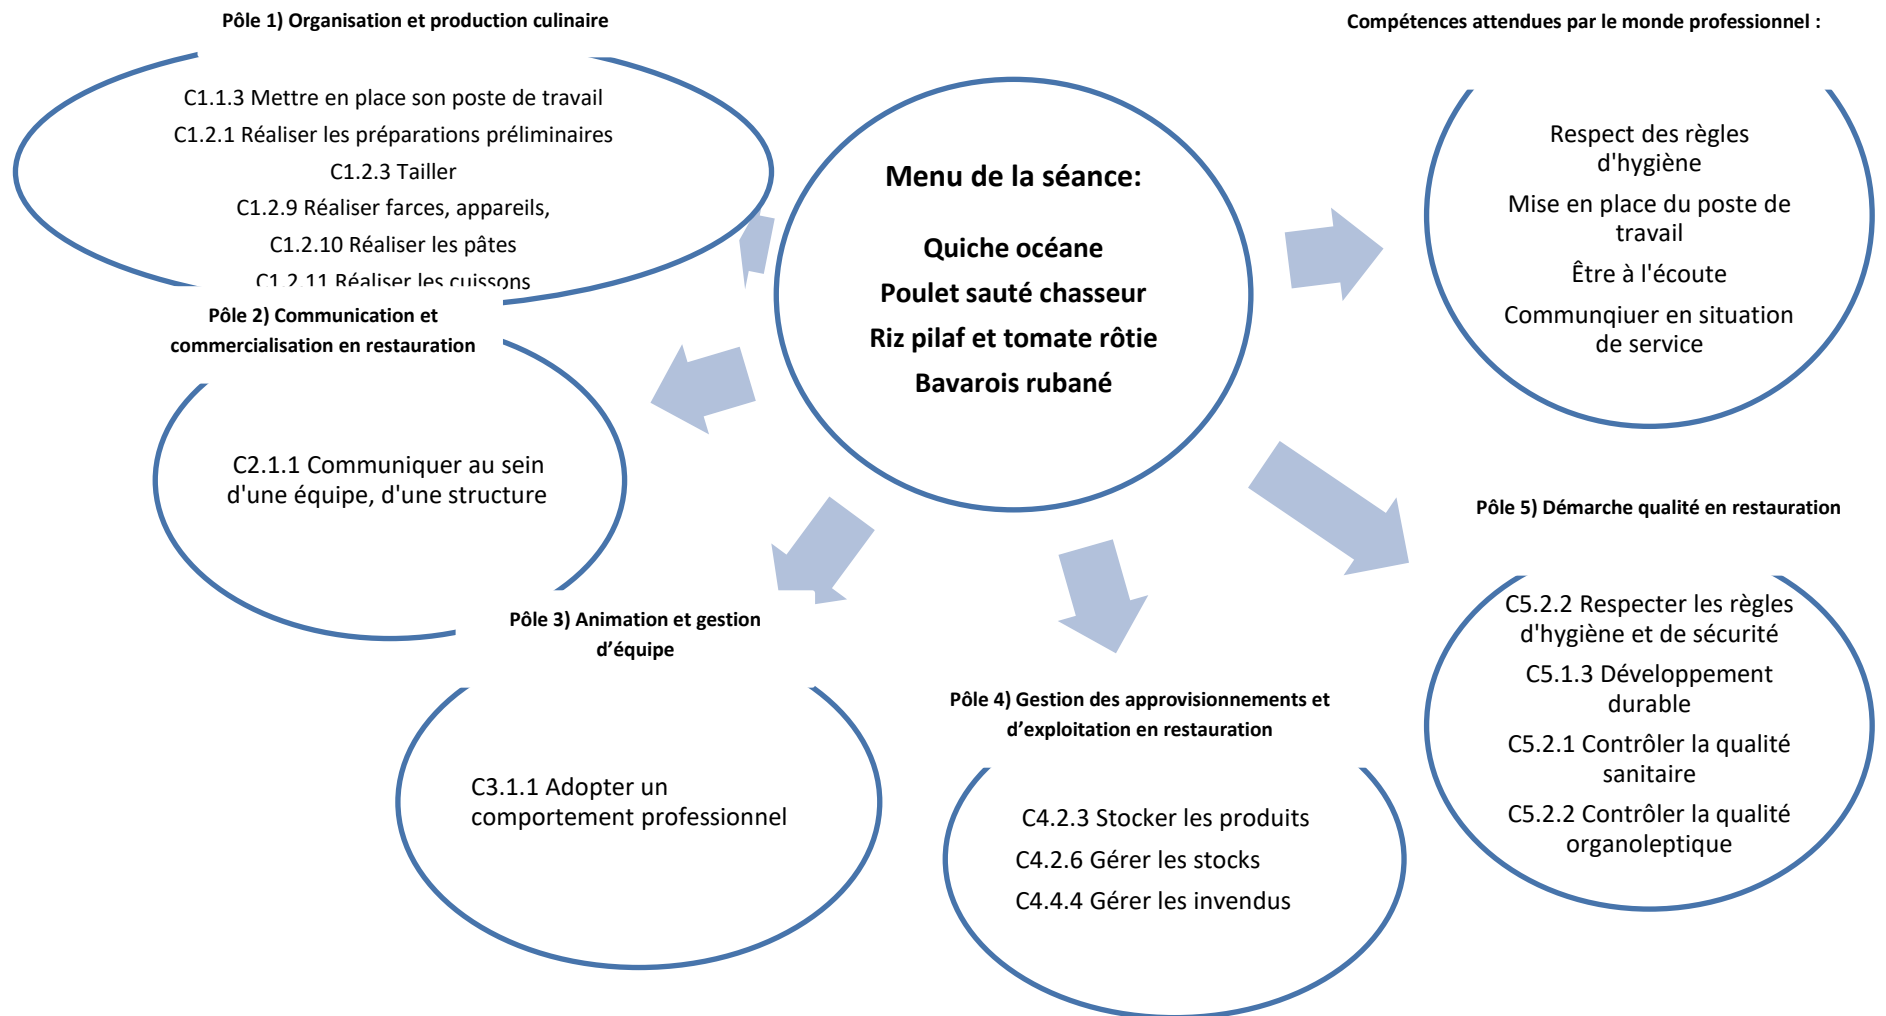 Pôle 1) Organisation et production culinaire
C1.1.3 Mettre en place son poste de travail
C1.2.1 Réaliser les préparations préliminaires
C1.2.3 Tailler
C1.2.9 Réaliser farces, appareils,
C1.2.10 Réaliser les pâtes
C1.2.11 Réaliser les cuissons
Pôle 2) Communication et
commercialisation en restauration
C2.1.1 Communiquer au sein
d'une équipe, d'une structure
Pôle 3) Animation et gestion
d’équipe
C3.1.1 Adopter un
comportement professionnel
Menu de la séance:
Quiche océane
Poulet sauté chasseur
Riz pilaf et tomate rôtie
Bavarois rubané
Pôle 4) Gestion des approvisionnements et
d’exploitation en restauration
C4.2.3 Stocker les produits
C4.2.6 Gérer les stocks
C4.4.4 Gérer les invendus
Compétences attendues par le monde professionnel :
Respect des règles
d'hygiène
Mise en place du poste de
travail
Être à l'écoute
Communqiuer en situation
de service
Pôle 5) Démarche qualité en restauration
C5.2.2 Respecter les règles
d'hygiène et de sécurité
C5.1.3 Développement
durable
C5.2.1 Contrôler la qualité
sanitaire
C5.2.2 Contrôler la qualité
organoleptique